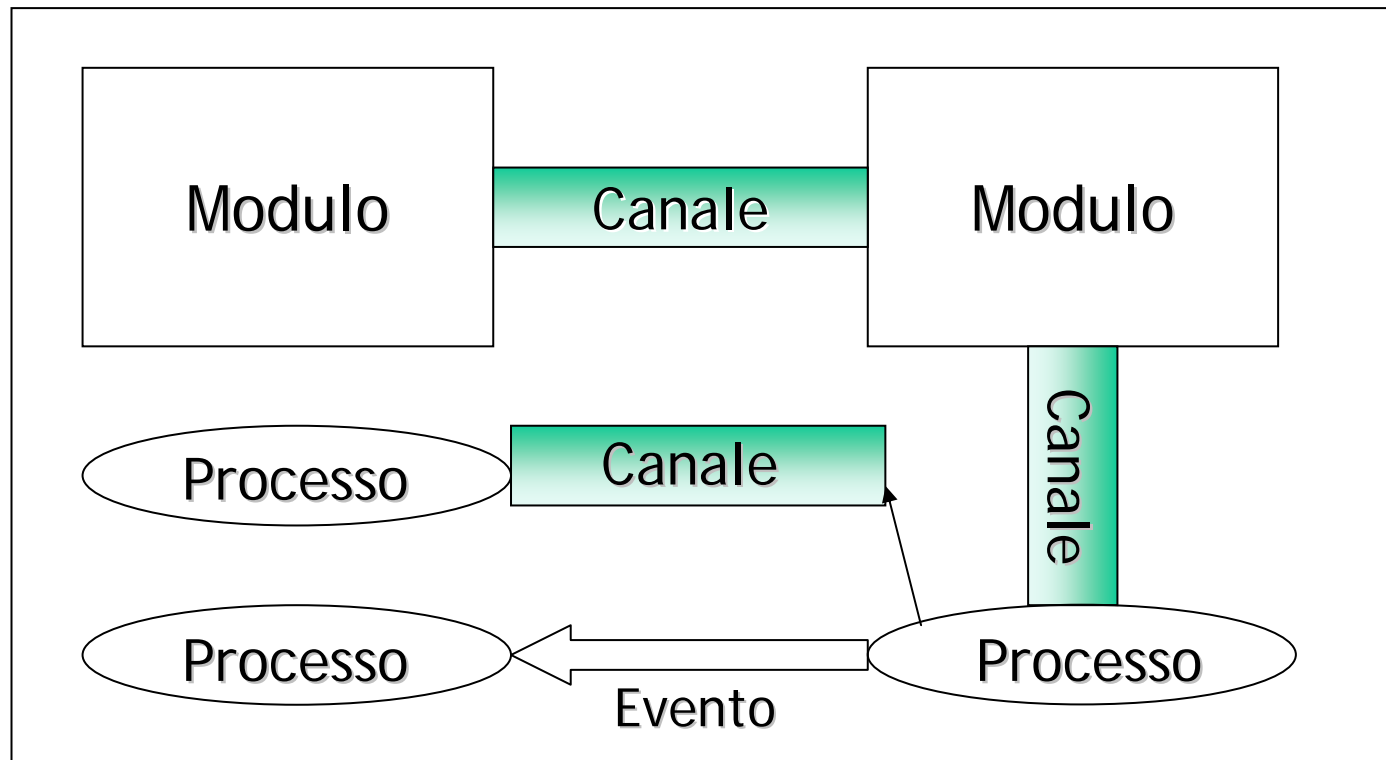 Modulo
Canale
Modulo
Canale
Processo
Canale
Processo
Evento
Processo